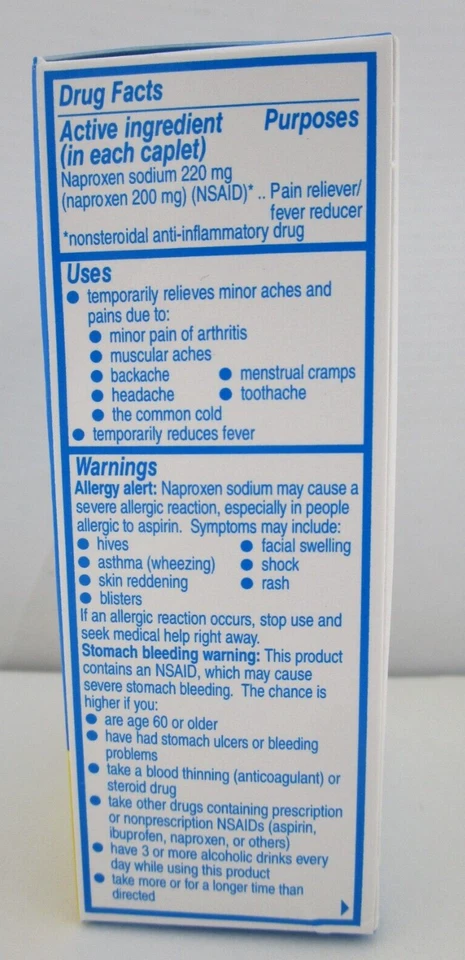 Drug Facts
Active ingredient Purposes
(in each caplet)
Naproxen sodium 220 mg
(naproxen 200 mg) (NSAID)* .. Pain reliever/
fever reducer
*nonsteroidal anti-inflammatory drug
Uses
● temporarily relieves minor aches and
pains due to:
● minor pain of arthritis
● muscular aches
● backache ● menstrual cramps
● headache ● toothache
● the common cold
● temporarily reduces fever
Warnings
Allergy alert: Naproxen sodium may cause a
severe allergic reaction, especially in people
allergic to aspirin. Symptoms may include:
● hives ● facial swelling
● asthma (wheezing) ● shock
● skin reddening ● rash
● blisters
If an allergic reaction occurs, stop use and
seek medical help right away.
Stomach bleeding warning: This product
contains an NSAID, which may cause
severe stomach bleeding. The chance is
higher if you:
● are age 60 or older
● have had stomach ulcers or bleeding
problems
● take a blood thinning (anticoagulant) or
steroid drug
● take other drugs containing prescription
or nonprescription NSAIDs (aspirin,
ibuprofen, naproxen, or others)
● have 3 or more alcoholic drinks every
day while using this product
● take more or for a longer time than
directed